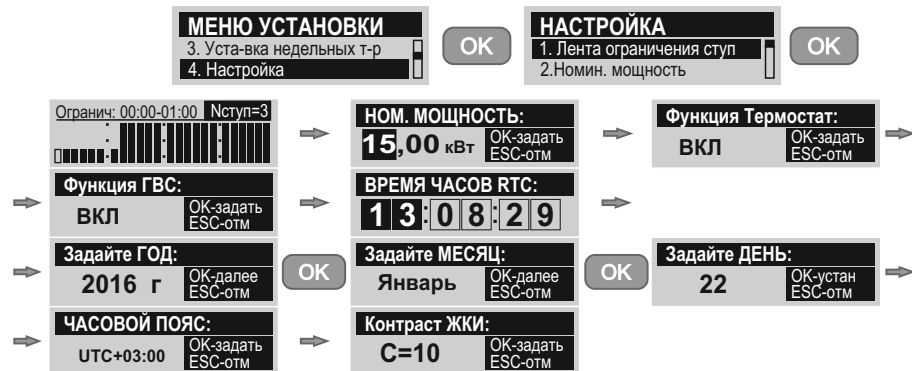 МЕНЮ УСТАНОВКИ
3. Уста-вка недельных т-р
4. Настройка
OK
НАСТРОЙКА
1. Лента ограничения ступ
2.Номин. мощность
OK
Огранич: 00:00-01:00 Nступ=3
НОМ. МОЩНОСТЬ:
15,00 кВт
OK-задать
ESC-отм
Функция Термостат:
ВКЛ
OK-задать
ESC-отм
Функция ГВС:
ВКЛ
OK-задать
ESC-отм
ВРЕМЯ ЧАСОВ RTC:
13:08:29
Задайте ГОД:
2016 г
OK-далее
ESC-отм
OK
Задайте МЕСЯЦ:
Январь
OK-далее
ESC-отм
OK
Задайте ДЕНЬ:
22
OK-устан
ESC-отм
ЧАСОВОЙ ПОЯС:
UTC+03:00
OK-задать
ESC-отм
Контраст ЖКИ:
C=10
OK-задать
ESC-отм